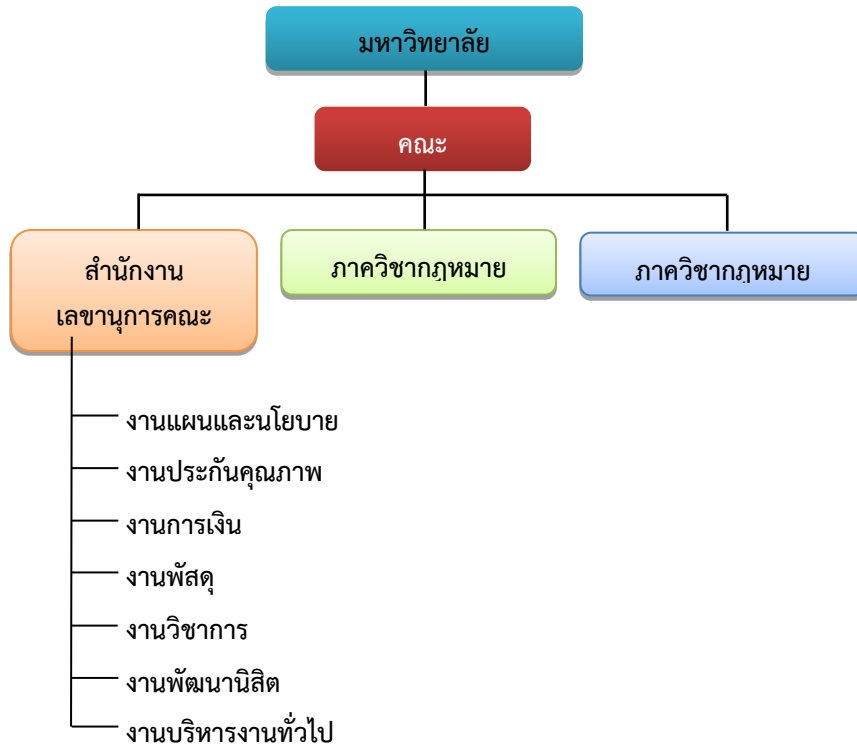 มหาวิทยาลัย
คณะ
สำนักงาน
เลขานุการคณะ
ภาควิชากฎหมาย
ภาควิชากฎหมาย
งานแผนและนโยบาย
งานประกันคุณภาพ
งานการเงิน
งานพัสดุ
งานวิชาการ
งานพัฒนานิสิต
งานบริหารงานทั่วไป